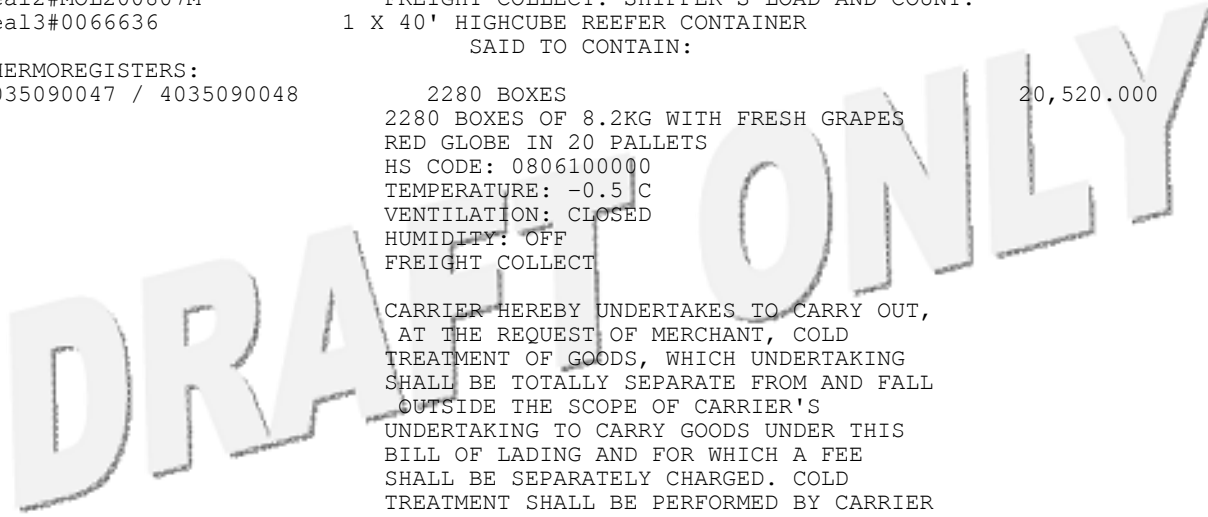 eal2#MOL200807M FREIGHT COLLECT. SHIPPER'S LOAD AND COUNT.
eal3#0066636 1 X 40' HIGHCUBE REEFER CONTAINER
SAID TO CONTAIN:
HERMOREGISTERS:
035090047 / 4035090048 2280 BOXES 20,520.000
2280 BOXES OF 8.2KG WITH FRESH GRAPES
RED GLOBE IN 20 PALLETS
HS CODE: 0806100000
TEMPERATURE: -0.5 C
VENTILATION: CLOSED
HUMIDITY: OFF
FREIGHT COLLECT
CARRIER HEREBY UNDERTAKES TO CARRY OUT,
AT THE REQUEST OF MERCHANT, COLD
TREATMENT OF GOODS, WHICH UNDERTAKING
SHALL BE TOTALLY SEPARATE FROM AND FALL
OUTSIDE THE SCOPE OF CARRIER'S
UNDERTAKING TO CARRY GOODS UNDER THIS
BILL OF LADING AND FOR WHICH A FEE
SHALL BE SEPARATELY CHARGED. COLD
TREATMENT SHALL BE PERFORMED BY CARRIER
DRAFT ONLY